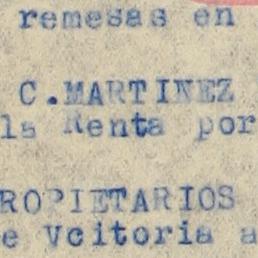 remesas en
C.MARTINEZ
la Renta por
ROPIETARIOS
e Vcitoria a